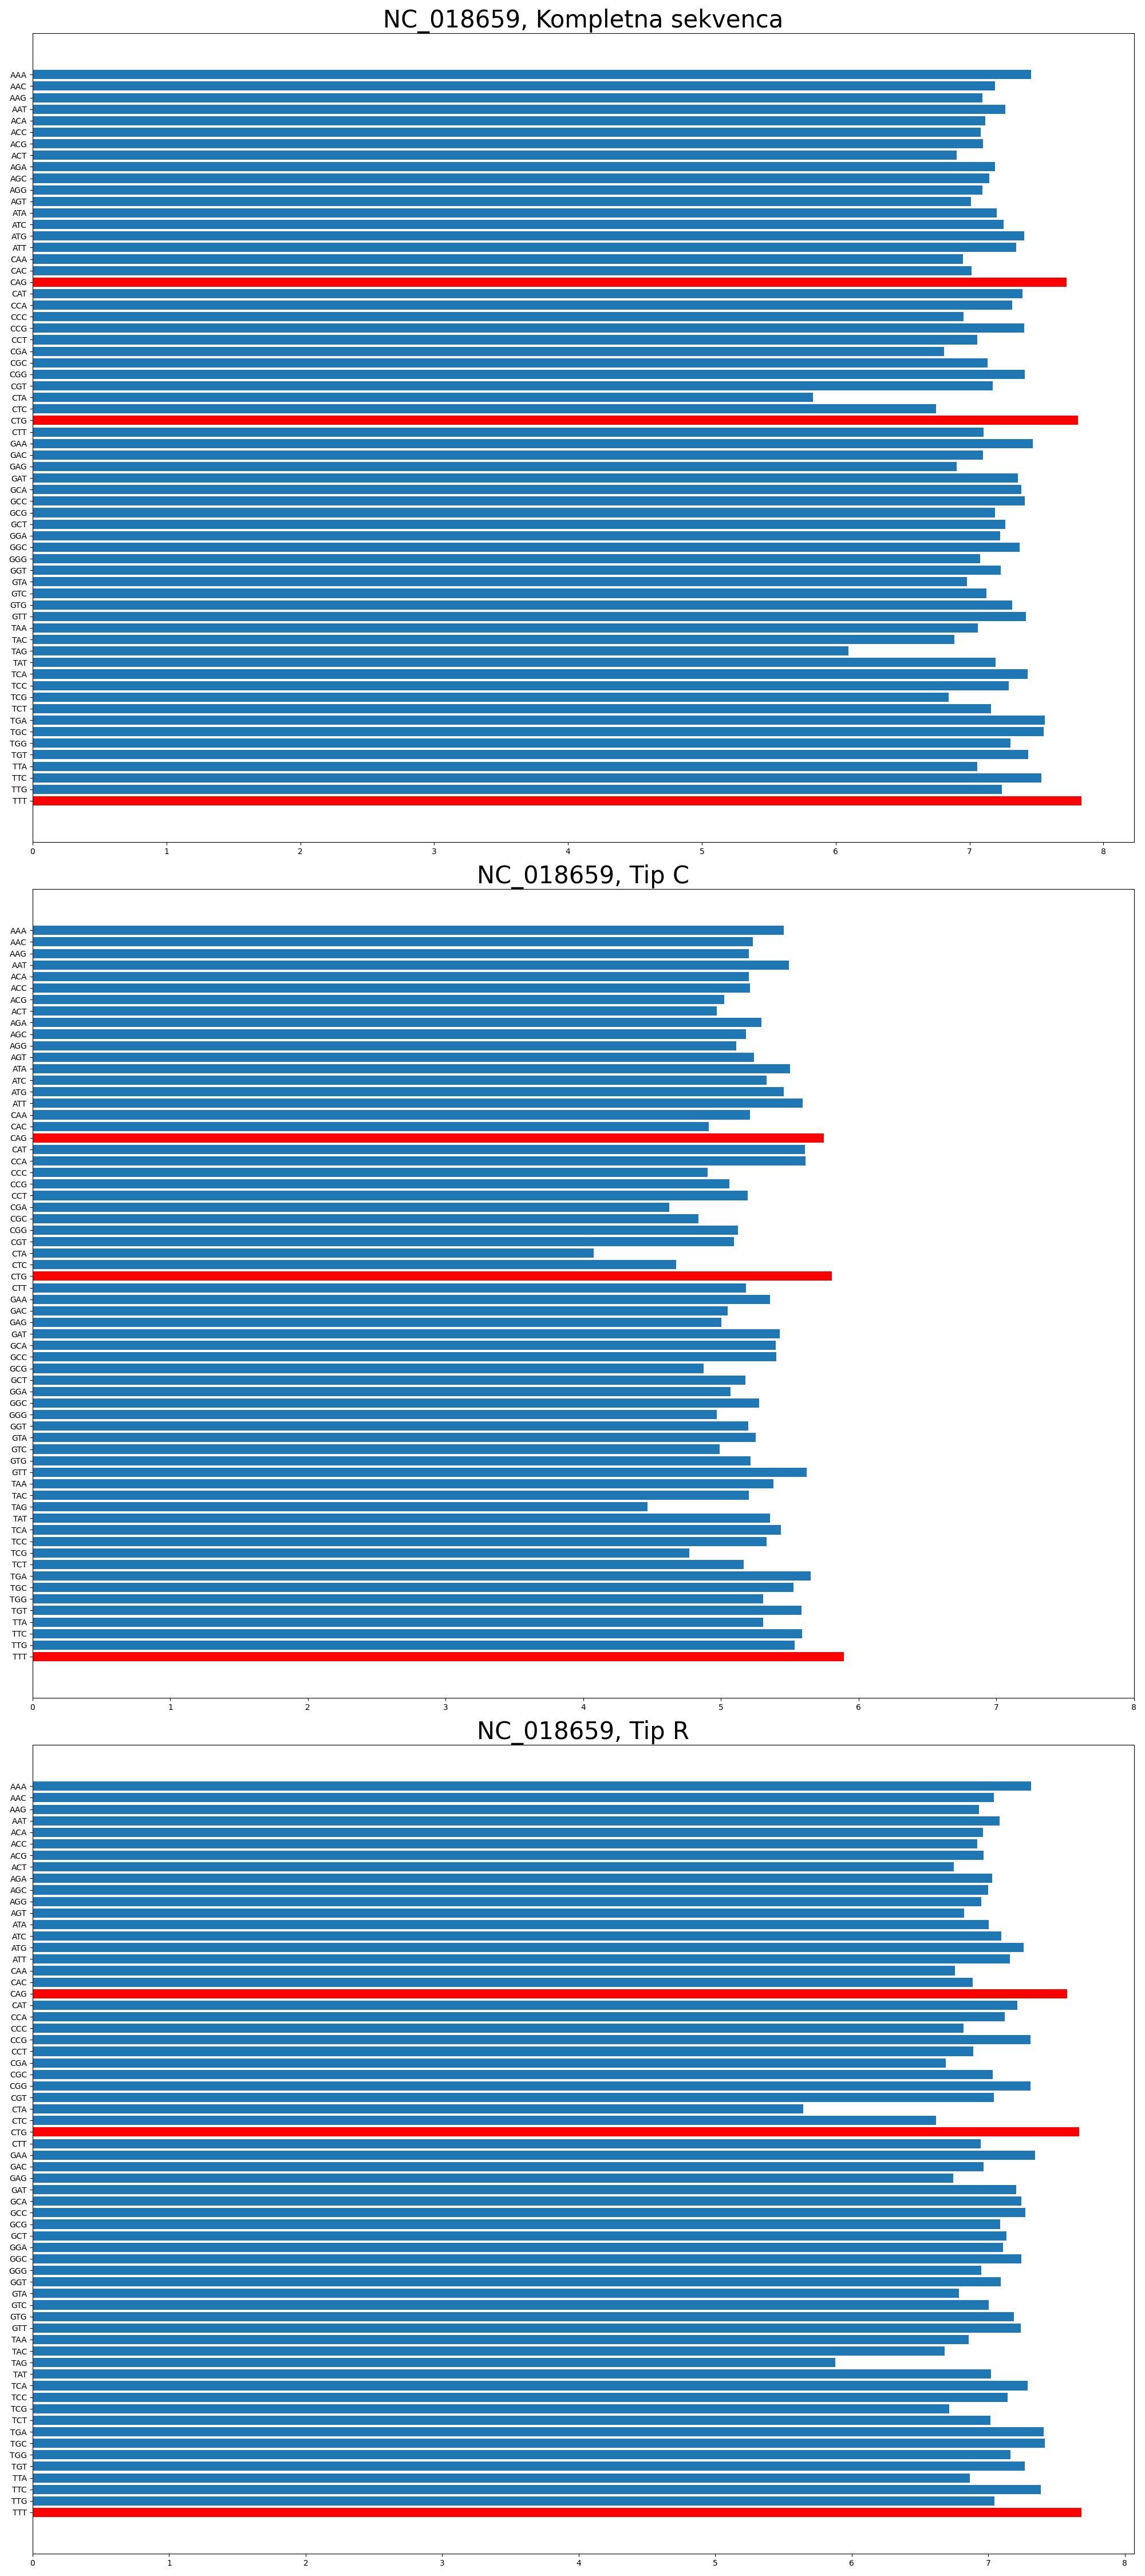 NC_018659, Kompletna sekvenca
AAA
AAC
AAG
AAT
ACA
ACC
ACG
ACT
AGA
AGC
AGG
AGT
ATA
ATC
ATG
ATT
CAA
CAC
CAG
CAT
CCA
CCC
CCG
CCT
CGA
CGC
CGG
CGT
CTA
CTC
CTG
CTT
GAA
GAC
GAG
GAT
GCA
GCC
GCG
GCT
GGA
GGC
GGG
GGT
GTA
GTC
GTG
GTT
TAA
TAC
TAG
TAT
TCA
TCC
TCG
TCT
TGA
TGC
TGG
TGT
TTA
TTC
TTG
TTT
0 1 2 3 4 5 6 7 8
NC_018659, Tip C
AAA
AAC
AAG
AAT
ACA
ACC
ACG
ACT
AGA
AGC
AGG
AGT
ATA
ATC
ATG
ATT
CAA
CAC
CAG
CAT
CCA
CCC
CCG
CCT
CGA
CGC
CGG
CGT
CTA
CTC
CTG
CTT
GAA
GAC
GAG
GAT
GCA
GCC
GCG
GCT
GGA
GGC
GGG
GGT
GTA
GTC
GTG
GTT
TAA
TAC
TAG
TAT
TCA
TCC
TCG
TCT
TGA
TGC
TGG
TGT
TTA
TTC
TTG
TTT
0 1 2 3 4 5 6 7 8
NC_018659, Tip R
AAA
AAC
AAG
AAT
ACA
ACC
ACG
ACT
AGA
AGC
AGG
AGT
ATA
ATC
ATG
ATT
CAA
CAC
CAG
CAT
CCA
CCC
CCG
CCT
CGA
CGC
CGG
CGT
CTA
CTC
CTG
CTT
GAA
GAC
GAG
GAT
GCA
GCC
GCG
GCT
GGA
GGC
GGG
GGT
GTA
GTC
GTG
GTT
TAA
TAC
TAG
TAT
TCA
TCC
TCG
TCT
TGA
TGC
TGG
TGT
TTA
TTC
TTG
TTT
0 1 2 3 4 5 6 7 8